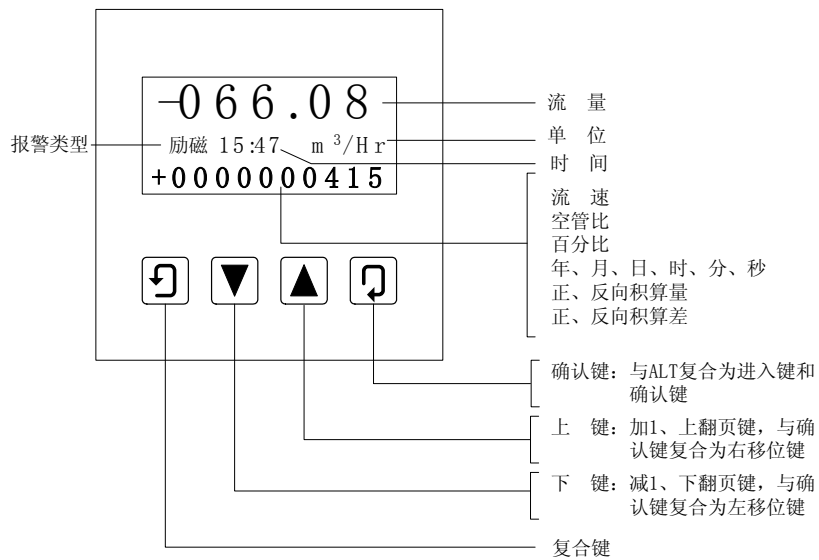 -066.08
励磁 15:47 m³/Hr
+0000000415
报警类型
流 量
单 位
时 间
流 速
空管比
百分比
年、月、日、时、分、秒
正、反向积算量
正、反向积算差
确认键：与ALT复合为进入键和
确认键
上 键：加1、上翻页键，与确
认键复合为右移位键
下 键：减1、下翻页键，与确
认键复合为左移位键
复合键